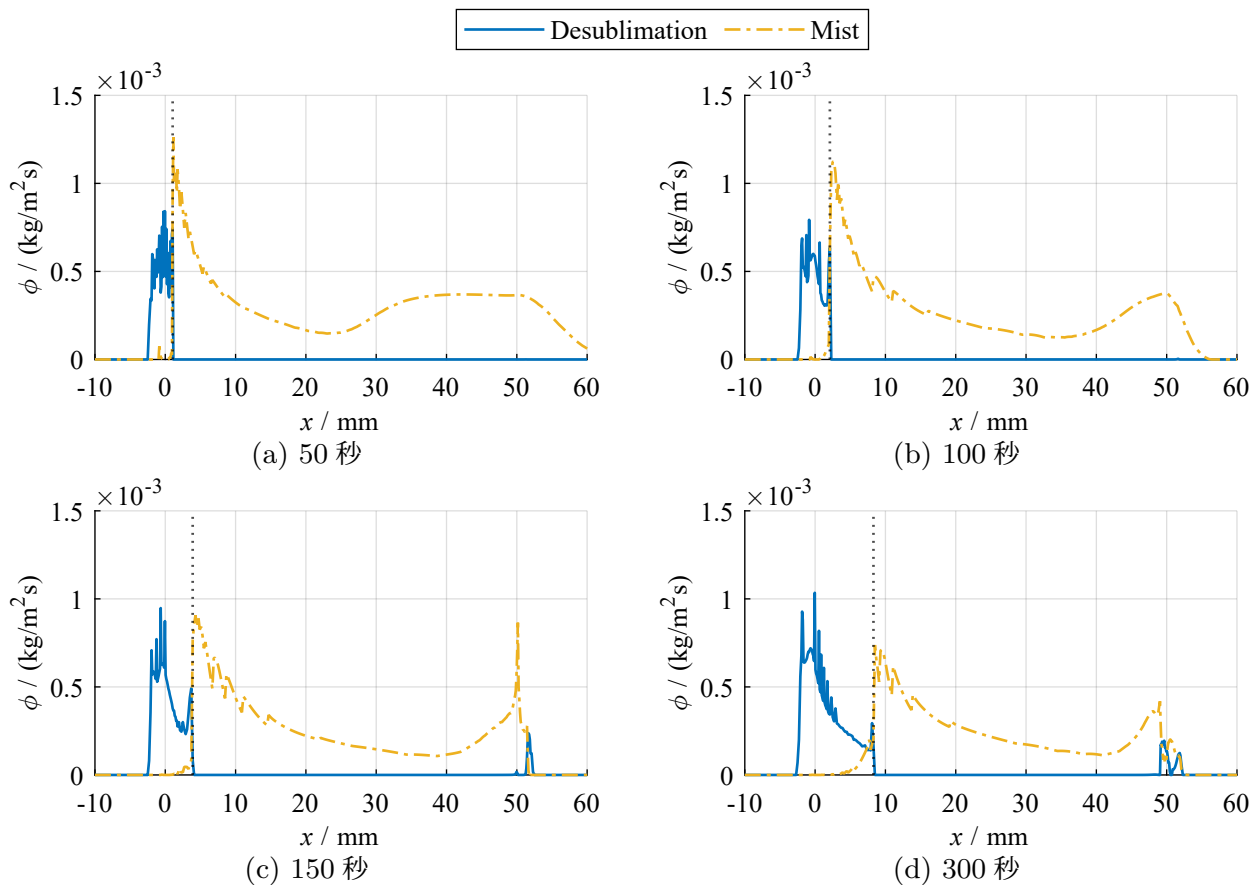 Desublimation Mist
×10⁻³ ×10⁻³
1.5 1.5
1 1
0.5 0.5
0 0
ϕ / (kg/m²s) ϕ / (kg/m²s)
-10 0 10 20 30 40 50 60 -10 0 10 20 30 40 50 60
x / mm x / mm
(a) 50 秒 (b) 100 秒
×10⁻³ ×10⁻³
1.5 1.5
1 1
0.5 0.5
0 0
ϕ / (kg/m²s) ϕ / (kg/m²s)
-10 0 10 20 30 40 50 60 -10 0 10 20 30 40 50 60
x / mm x / mm
(c) 150 秒 (d) 300 秒